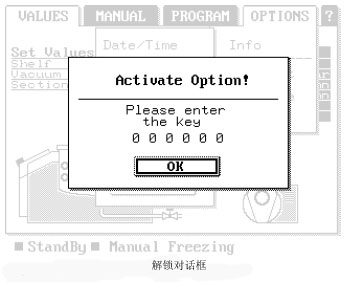 VALUES MANUAL PROGRAM OPTIONS ?
Date/Time Info
Set Values
Shelf
Vacuum
Section
Activate Option!
Please enter
the key
0 0 0 0 0 0
OK
StandBy Manual Freezing
解锁对话框